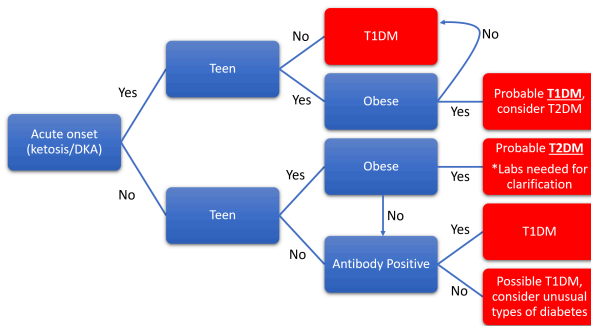 No
T1DM
No
Teen
Yes
Yes
Obese
Yes
Probable T1DM,
consider T2DM
Acute onset
(ketosis/DKA)
No
Teen
Yes
Obese
Yes
Probable T2DM
*Labs needed for
clarification
No
No
Antibody Positive
Yes
T1DM
No
Possible T1DM,
consider unusual
types of diabetes